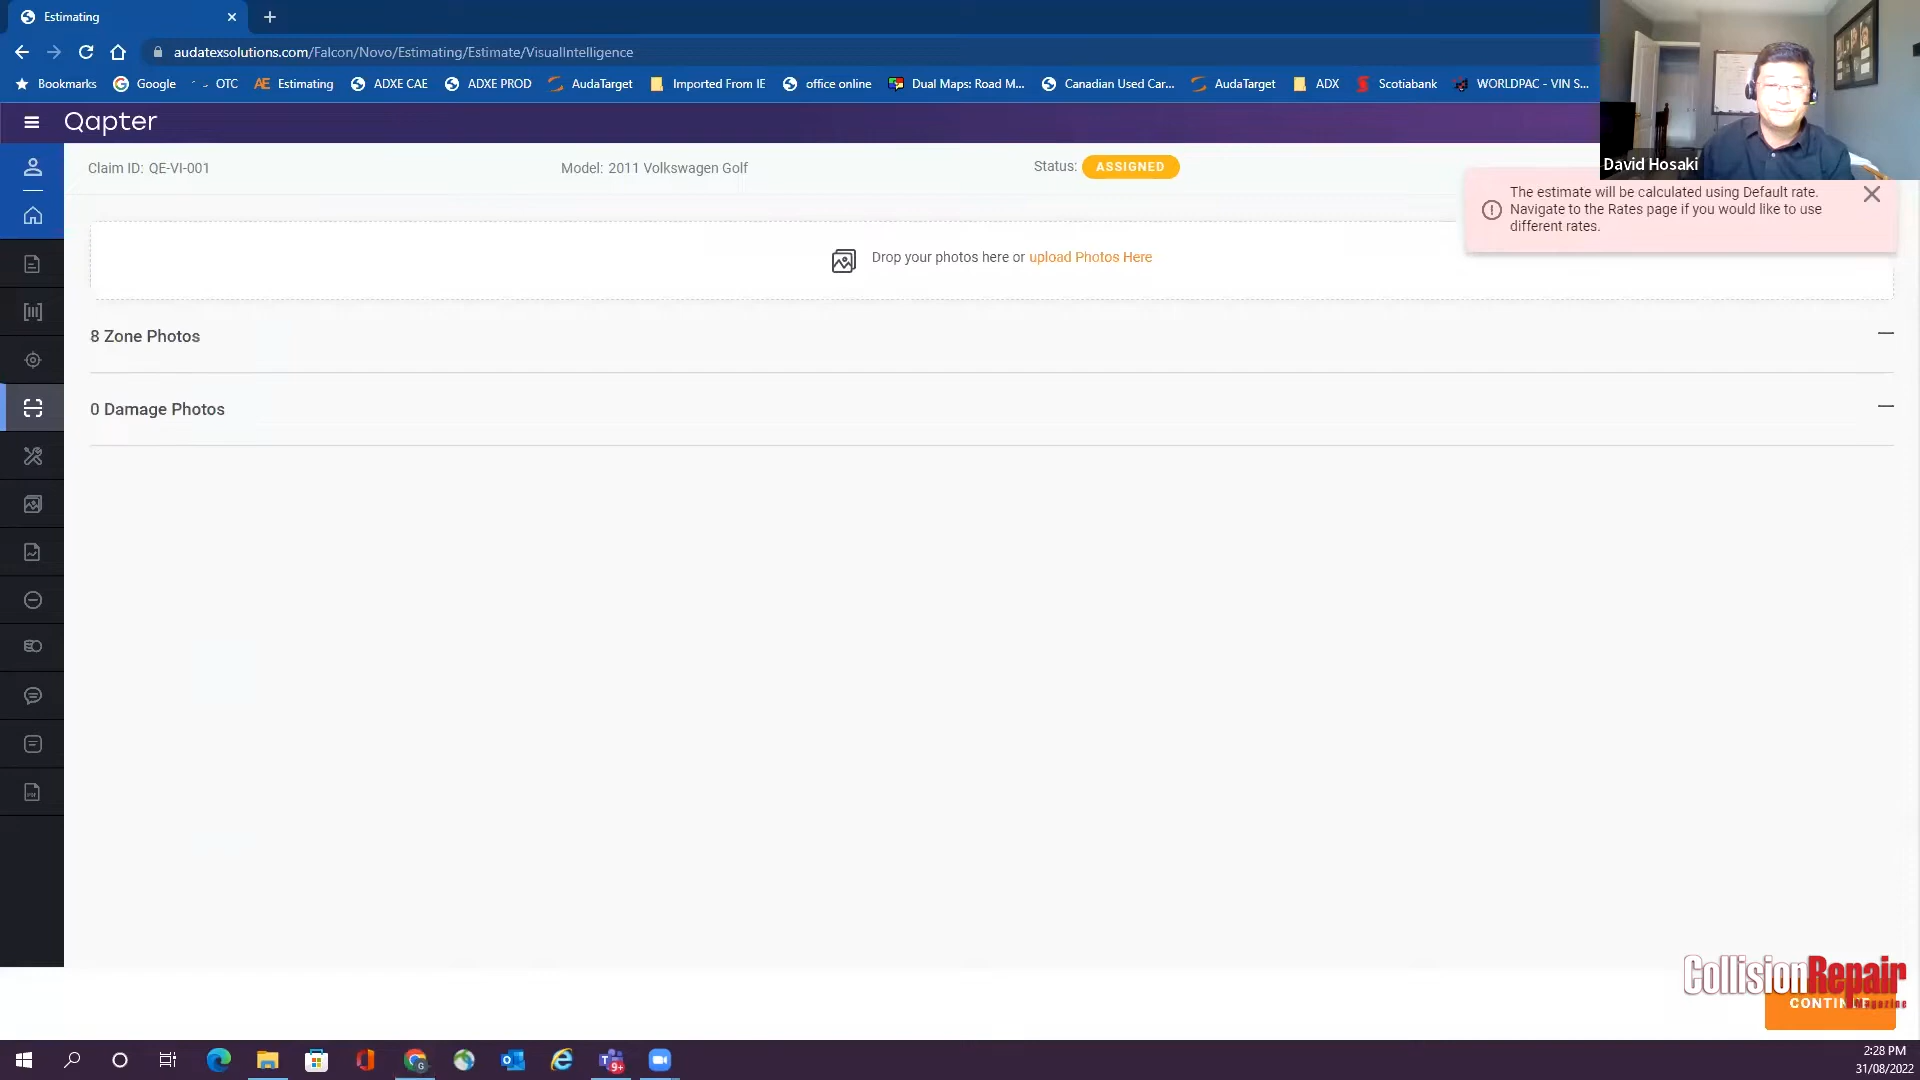 Estimating
audatexsolutions.com/Falcon/Novo/Estimating/Estimate/VisualIntelligence
Bookmarks Google OTC AE Estimating ADXE CAE ADXE PROD AudaTarget Imported From IE office online Dual Maps: Road M... Canadian Used Car... AudaTarget ADX Scotiabank WORLDPAC - VIN S...
Qapter
David Hosaki
Claim ID: QE-VI-001 Model: 2011 Volkswagen Golf Status: ASSIGNED
The estimate will be calculated using Default rate.
Navigate to the Rates page if you would like to use
different rates.
Drop your photos here or upload Photos Here
8 Zone Photos
0 Damage Photos
CollisionRepair
Magazine
CONTINUE
9+
2:28 PM
31/08/2022